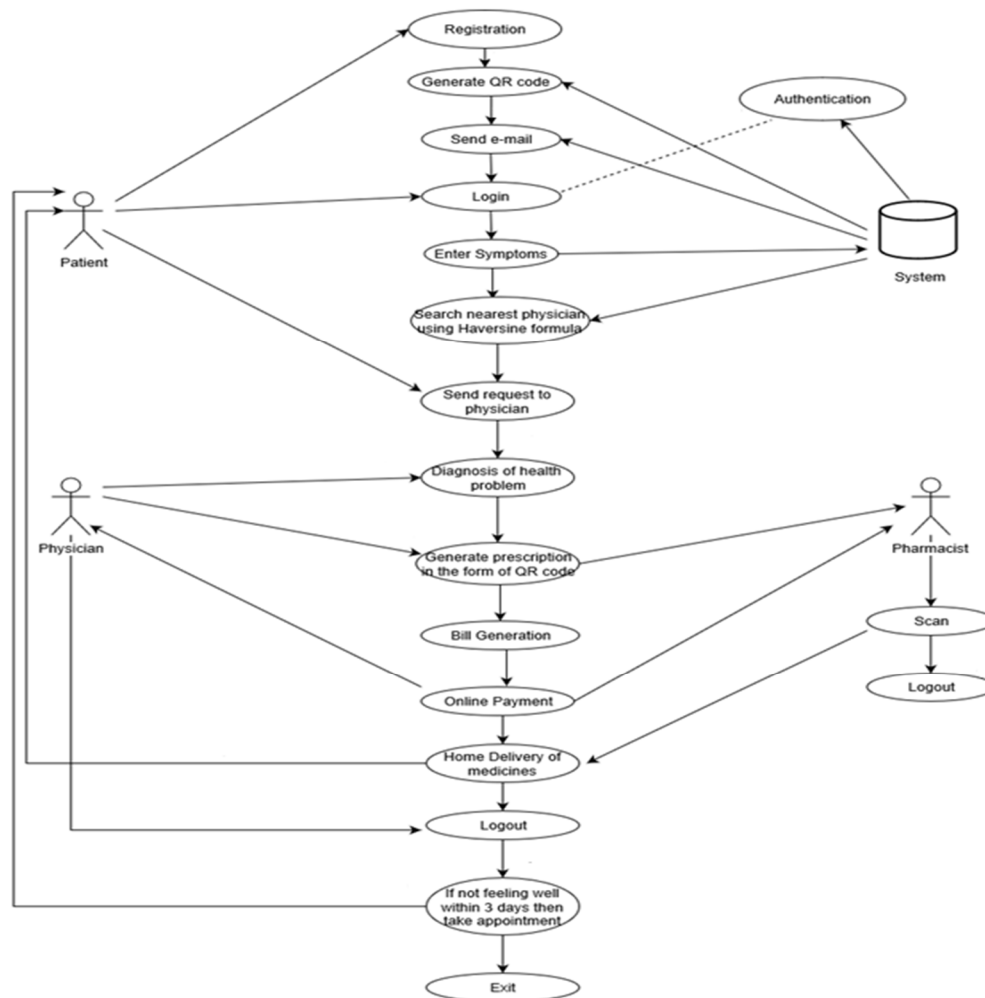 Registration
Generate QR code
Authentication
Send e-mail
Login
Patient
Enter Symptoms
System
Search nearest physician
using Haversine formula
Send request to
physician
Diagnosis of health
problem
Physician
Pharmacist
Generate prescription
in the form of QR code
Scan
Bill Generation
Logout
Online Payment
Home Delivery of
medicines
Logout
If not feeling well
within 3 days then
take appointment
Exit